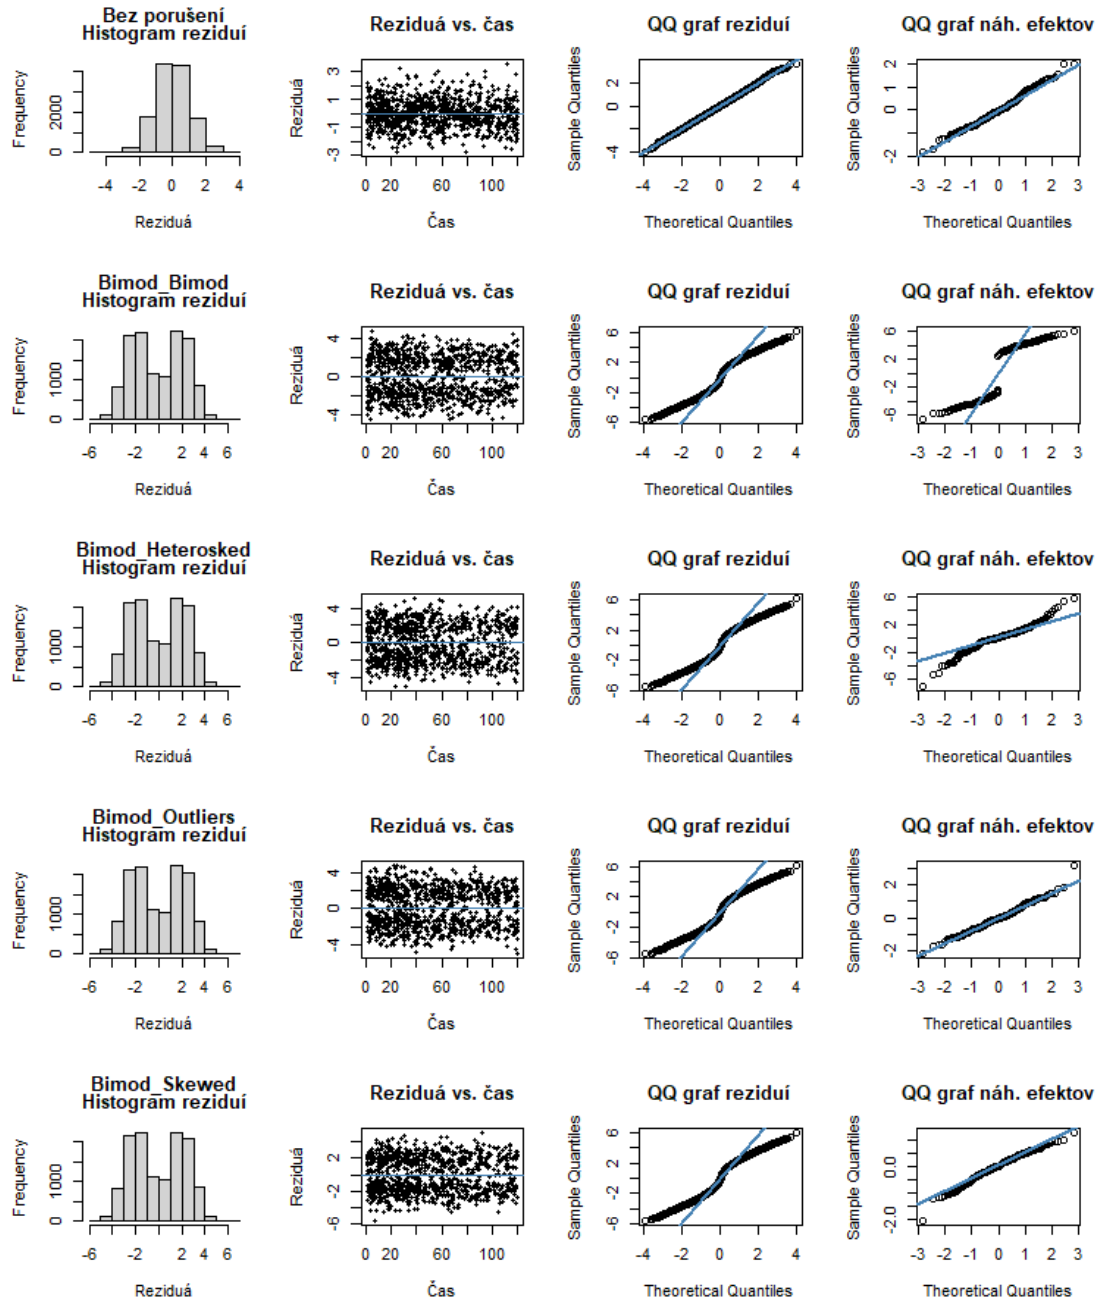 Bez porušení
Histogram reziduí
Reziduá vs. čas
QQ graf reziduí
QQ graf náh. efektov
Frequency
0 2000
-4 -2 0 2 4
Reziduá
Reziduá
-3 -1 1 3
0 20 60 100
Čas
Sample Quantiles
-4 0 2
-4 -2 0 2 4
Theoretical Quantiles
Sample Quantiles
-2 0 1 2
-3 -2 -1 0 1 2 3
Theoretical Quantiles
Bimod_Bimod
Histogram reziduí
Reziduá vs. čas
QQ graf reziduí
QQ graf náh. efektov
Frequency
0 1000
-6 -2 2 4 6
Reziduá
Reziduá
-4 0 2 4
0 20 60 100
Čas
Sample Quantiles
-6 -2 2 6
-4 -2 0 2 4
Theoretical Quantiles
Sample Quantiles
-6 -2 2 6
-3 -2 -1 0 1 2 3
Theoretical Quantiles
Bimod_Heterosked
Histogram reziduí
Reziduá vs. čas
QQ graf reziduí
QQ graf náh. efektov
Frequency
0 1000
-6 -2 2 4 6
Reziduá
Reziduá
-4 0 2 4
0 20 60 100
Čas
Sample Quantiles
-6 -2 2 6
-4 -2 0 2 4
Theoretical Quantiles
Sample Quantiles
-6 -2 2 6
-3 -2 -1 0 1 2 3
Theoretical Quantiles
Bimod_Outliers
Histogram reziduí
Reziduá vs. čas
QQ graf reziduí
QQ graf náh. efektov
Frequency
0 1000
-6 -2 2 4 6
Reziduá
Reziduá
-4 0 2 4
0 20 60 100
Čas
Sample Quantiles
-6 -2 2 6
-4 -2 0 2 4
Theoretical Quantiles
Sample Quantiles
-2 0 2
-3 -2 -1 0 1 2 3
Theoretical Quantiles
Bimod_Skewed
Histogram reziduí
Reziduá vs. čas
QQ graf reziduí
QQ graf náh. efektov
Frequency
0 1000
-6 -2 2 4 6
Reziduá
Reziduá
-6 -2 2
0 20 60 100
Čas
Sample Quantiles
-6 -2 2 6
-4 -2 0 2 4
Theoretical Quantiles
Sample Quantiles
-2.0 0.0
-3 -2 -1 0 1 2 3
Theoretical Quantiles